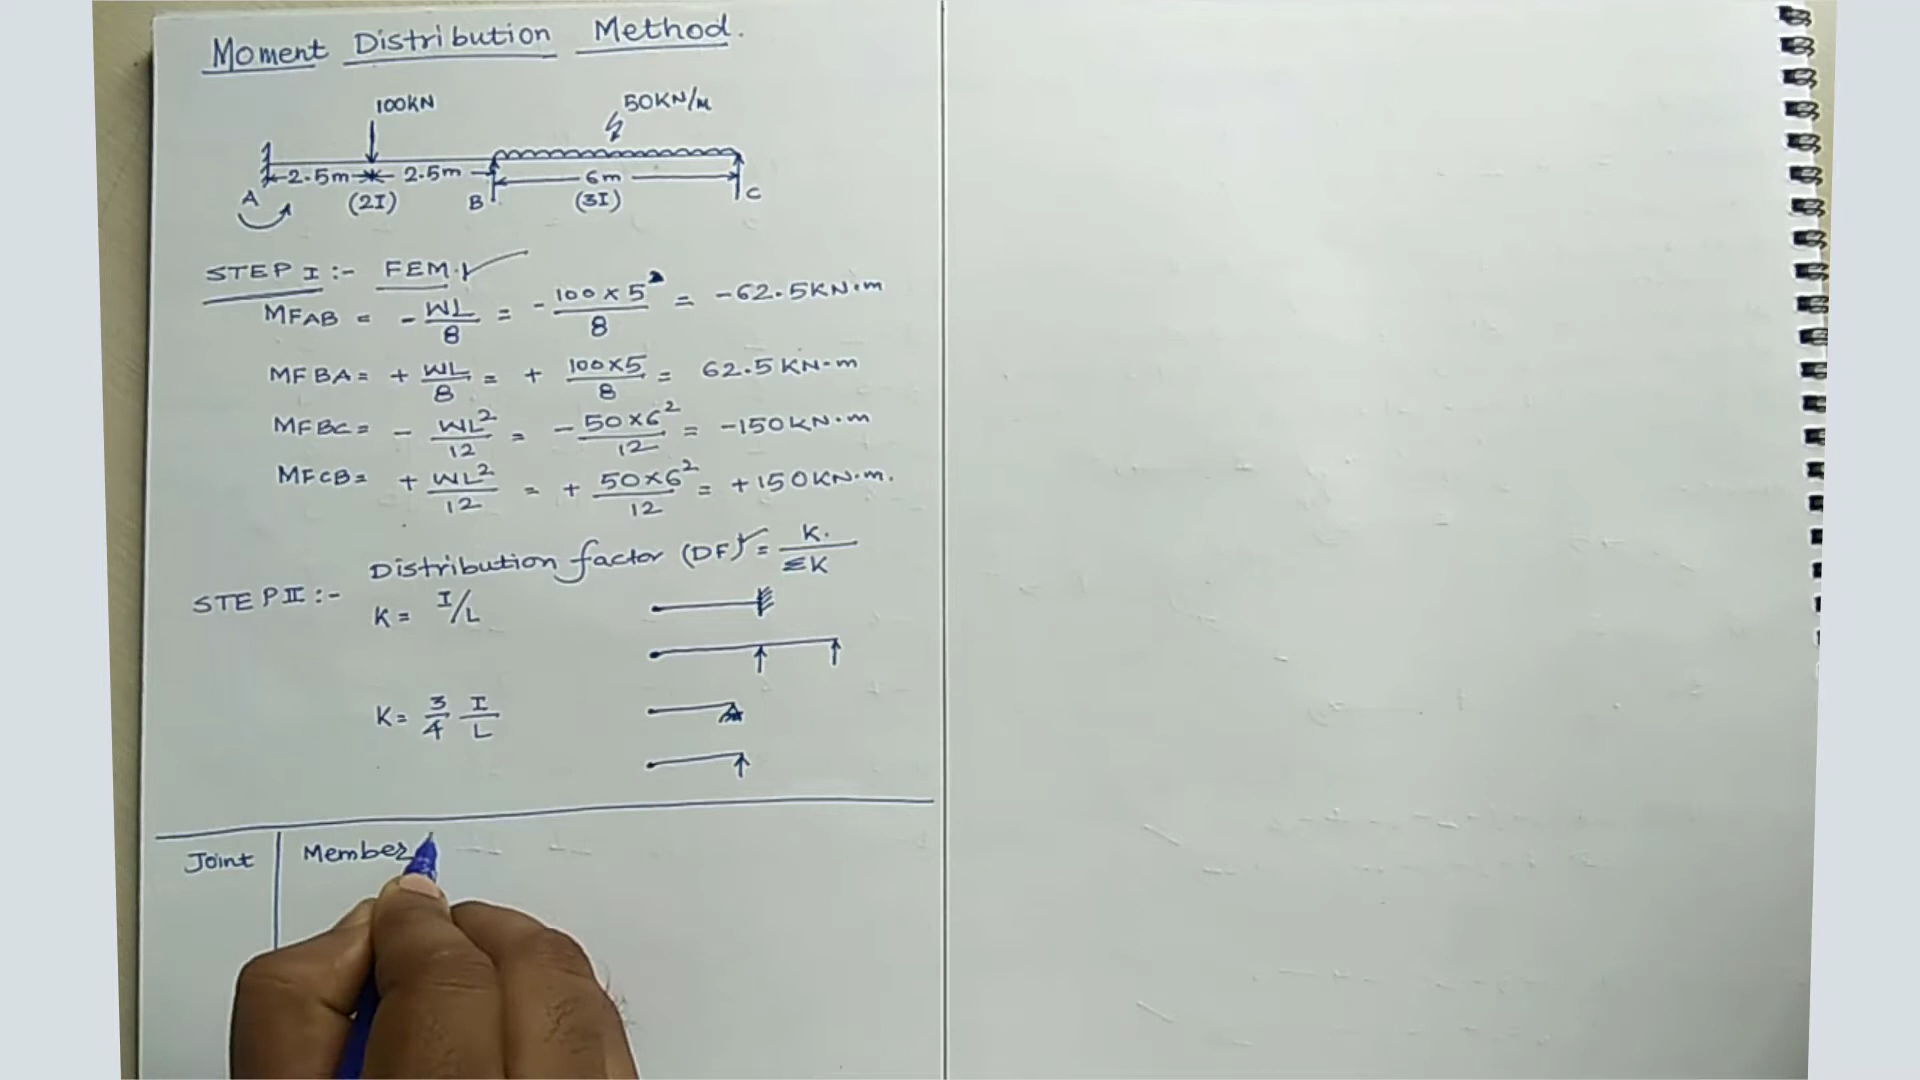 Moment Distribution Method.
100KN
50KN/M
2.5m 2.5m 6m
A (2I) B (3I) C
STEP I :- FEM.
MFAB = - WL/8 = - 100 x 5/8 = -62.5KN.m
MFBA = + WL/8 = + 100x5/8 = 62.5 KN.m
MFBC = - WL²/12 = - 50x6²/12 = -150KN.m
MFCB = + WL²/12 = + 50x6²/12 = +150KN.m.
Distribution factor (DF) = K./ΣK
STEP II :-
K = I/L
K = 3/4 I/L
Joint Member